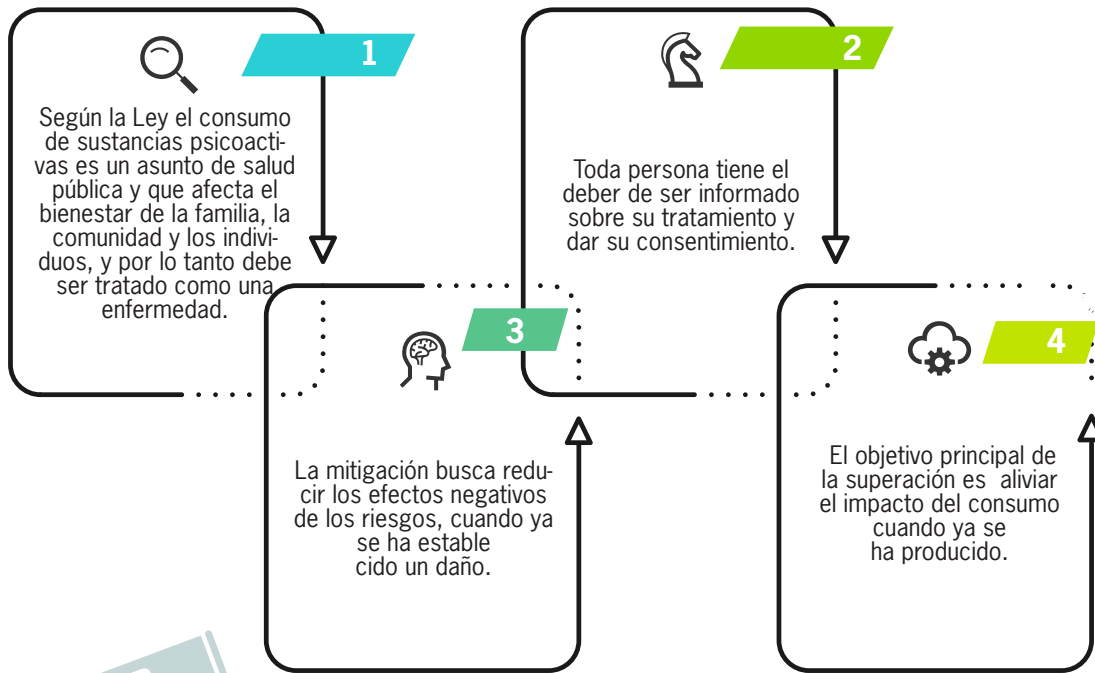 1
Según la Ley el consumo
de sustancias psicoacti-
vas es un asunto de salud
pública y que afecta el
bienestar de la familia, la
comunidad y los indivi-
duos, y por lo tanto debe
ser tratado como una
enfermedad.
2
Toda persona tiene el
deber de ser informado
sobre su tratamiento y
dar su consentimiento.
3
La mitigación busca redu-
cir los efectos negativos
de los riesgos, cuando ya
se ha estable
cido un daño.
4
El objetivo principal de
la superación es  aliviar
el impacto del consumo
cuando ya se
ha producido.